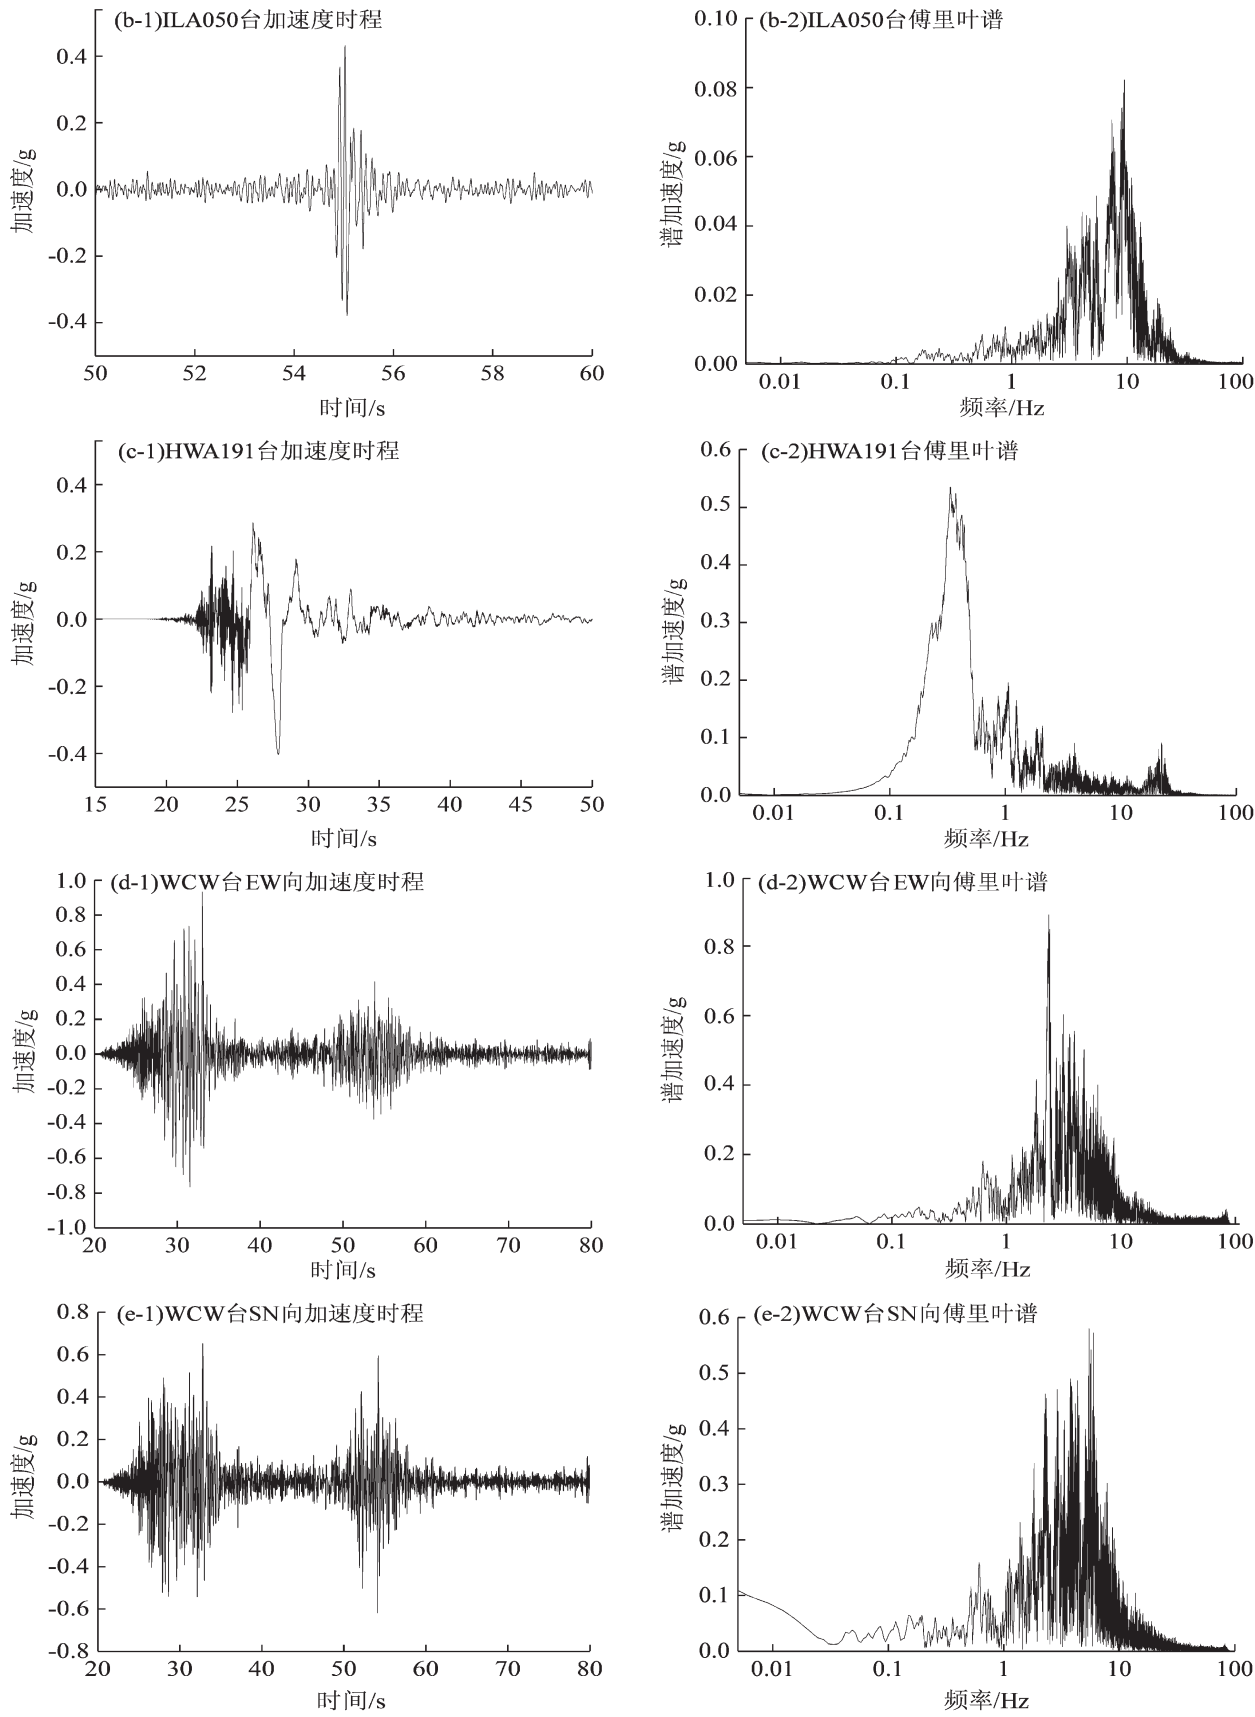 (b-1)ILA050台加速度时程
0.4
0.2
0.0
-0.2
-0.4
加速度/g
50 52 54 56 58 60
时间/s
(b-2)ILA050台傅里叶谱
0.10
0.08
0.06
0.04
0.02
0.00
谱加速度/g
0.01 0.1 1 10 100
频率/Hz
(c-1)HWA191台加速度时程
0.4
0.2
0.0
-0.2
-0.4
加速度/g
15 20 25 30 35 40 45 50
时间/s
(c-2)HWA191台傅里叶谱
0.6
0.5
0.4
0.3
0.2
0.1
0.0
谱加速度/g
0.01 0.1 1 10 100
频率/Hz
(d-1)WCW台EW向加速度时程
1.0
0.8
0.6
0.4
0.2
0.0
-0.2
-0.4
-0.6
-0.8
-1.0
加速度/g
20 30 40 50 60 70 80
时间/s
(d-2)WCW台EW向傅里叶谱
1.0
0.8
0.6
0.4
0.2
0.0
谱加速度/g
0.01 0.1 1 10 100
频率/Hz
(e-1)WCW台SN向加速度时程
0.8
0.6
0.4
0.2
0.0
-0.2
-0.4
-0.6
-0.8
加速度/g
20 30 40 50 60 70 80
时间/s
(e-2)WCW台SN向傅里叶谱
0.6
0.5
0.4
0.3
0.2
0.1
0.0
谱加速度/g
0.01 0.1 1 10 100
频率/Hz